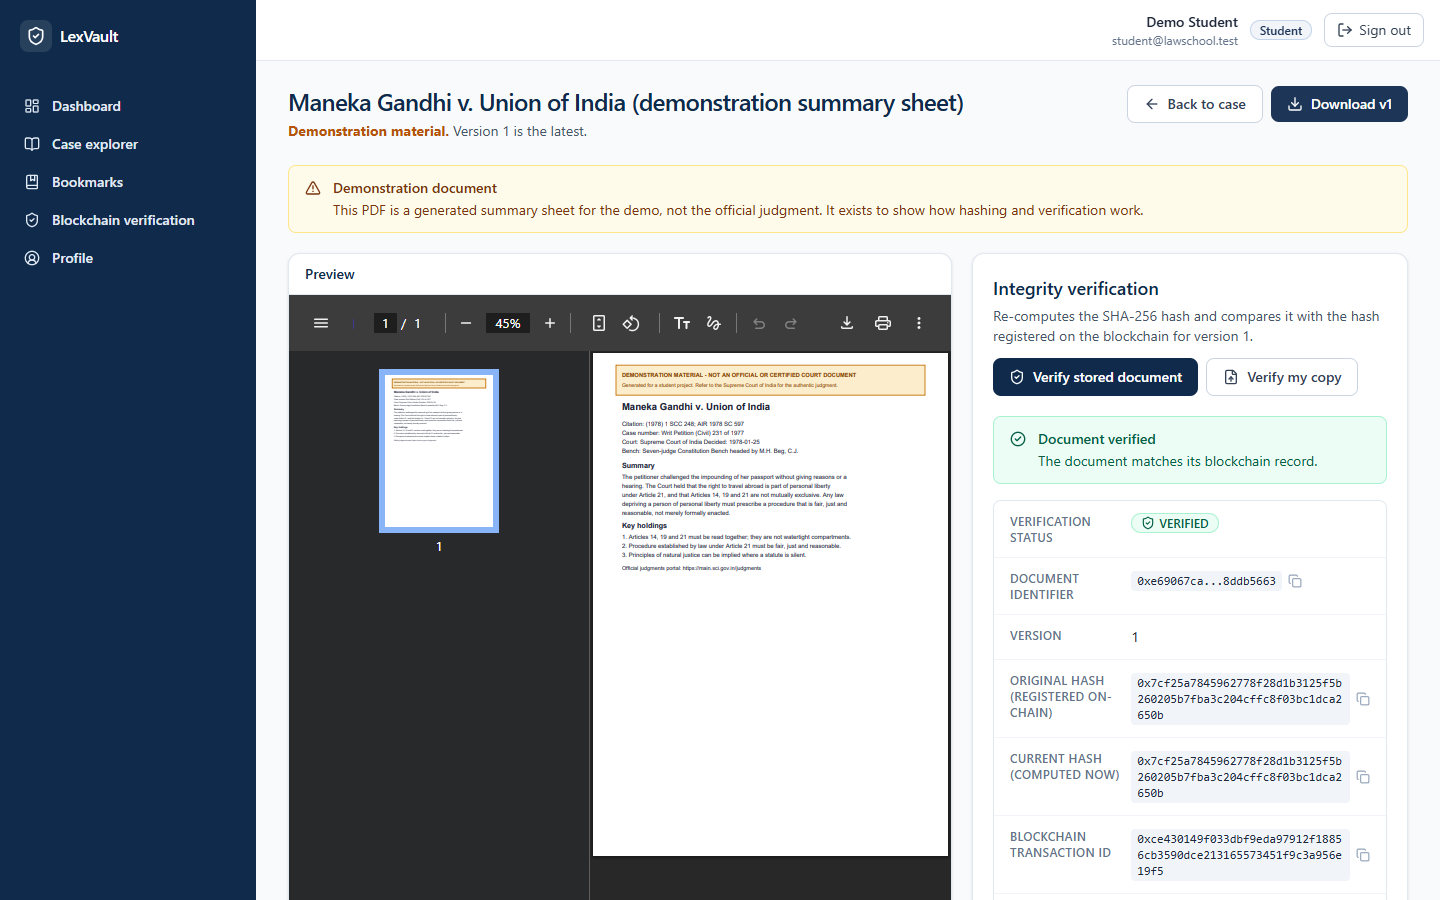 LexVault
Dashboard
Case explorer
Bookmarks
Blockchain verification
Profile
Demo Student
student@lawschool.test
Student
Sign out
Maneka Gandhi v. Union of India (demonstration summary sheet)
Demonstration material. Version 1 is the latest.
Back to case
Download v1
Demonstration document
This PDF is a generated summary sheet for the demo, not the official judgment. It exists to show how hashing and verification work.
Preview
1 / 1
45%
1
DEMONSTRATION MATERIAL - NOT AN OFFICIAL OR CERTIFIED COURT DOCUMENT
Generated for a student project. Refer to the Supreme Court of India for the authentic judgment.
Maneka Gandhi v. Union of India
Citation: (1978) 1 SCC 248; AIR 1978 SC 597
Case number: Writ Petition (Civil) 231 of 1977
Court: Supreme Court of India Decided: 1978-01-25
Bench: Seven-judge Constitution Bench headed by M.H. Beg, C.J.
Summary
The petitioner challenged the impounding of her passport without giving reasons or a
hearing. The Court held that the right to travel abroad is part of personal liberty
under Article 21, and that Articles 14, 19 and 21 are not mutually exclusive. Any law
depriving a person of personal liberty must prescribe a procedure that is fair, just and
reasonable, not merely formally enacted.
Key holdings
1. Articles 14, 19 and 21 must be read together; they are not watertight compartments.
2. Procedure established by law under Article 21 must be fair, just and reasonable.
3. Principles of natural justice can be implied where a statute is silent.
Official judgments portal: https://main.sci.gov.in/judgments
Integrity verification
Re-computes the SHA-256 hash and compares it with the hash
registered on the blockchain for version 1.
Verify stored document
Verify my copy
Document verified
The document matches its blockchain record.
VERIFICATION
STATUS
VERIFIED
DOCUMENT
IDENTIFIER
0xe69067ca...8ddb5663
VERSION
1
ORIGINAL HASH
(REGISTERED ON-
CHAIN)
0x7cf25a7845962778f28d1b3125f5b
260205b7fba3c204cffc8f03bc1dca2
650b
CURRENT HASH
(COMPUTED NOW)
0x7cf25a7845962778f28d1b3125f5b
260205b7fba3c204cffc8f03bc1dca2
650b
BLOCKCHAIN
TRANSACTION ID
0xce430149f033dbf9eda97912f1885
6cb3590dce213165573451f9c3a956e
19f5